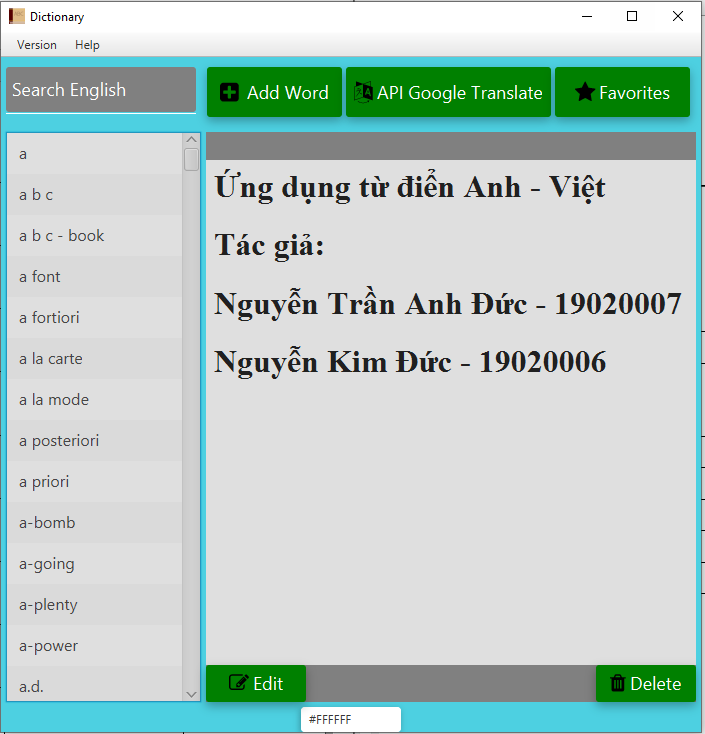 Dictionary
Version Help
Search English
Add Word
API Google Translate
Favorites
a
a b c
a b c - book
a font
a fortiori
a la carte
a la mode
a posteriori
a priori
a-bomb
a-going
a-plenty
a-power
a.d.
Ứng dụng từ điển Anh - Việt
Tác giả:
Nguyễn Trần Anh Đức - 19020007
Nguyễn Kim Đức - 19020006
Edit
Delete
#FFFFFF